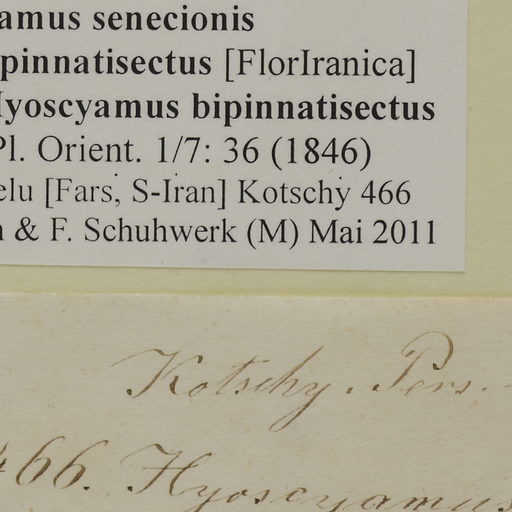 amus senecionis
pinnatisectus [FlorIranica]
Hyoscyamus bipinnatisectus
Pl. Orient. 1/7: 36 (1846)
elu [Fars, S-Iran] Kotschy 466
& F. Schuhwerk (M) Mai 2011
Kotschy. Pers.
466. Hyoscyamus